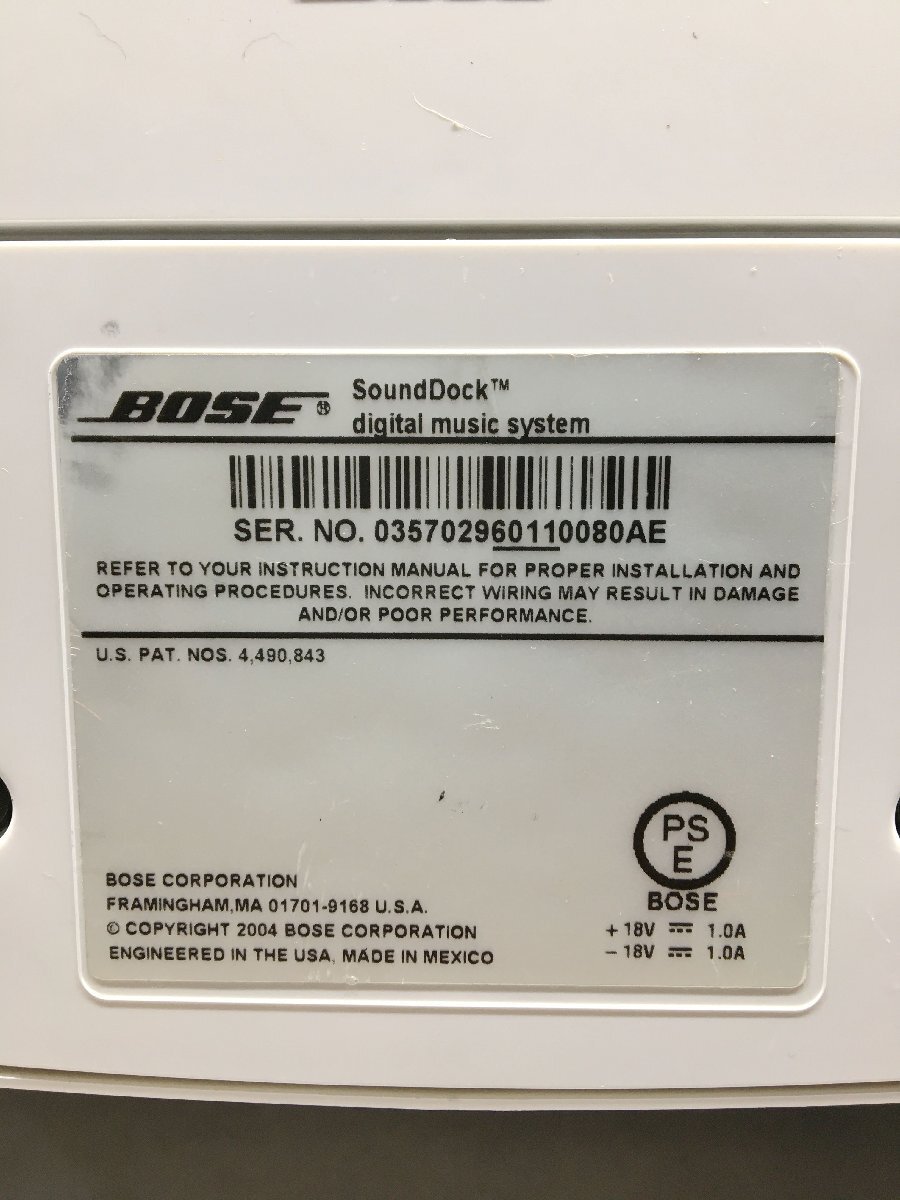 BOSE® SoundDock™
digital music system
SER. NO. 035702960110080AE
REFER TO YOUR INSTRUCTION MANUAL FOR PROPER INSTALLATION AND
OPERATING PROCEDURES. INCORRECT WIRING MAY RESULT IN DAMAGE
AND/OR POOR PERFORMANCE.
U.S. PAT. NOS. 4,490,843
PS
E
BOSE
+ 18V ⎓ 1.0A
− 18V ⎓ 1.0A
BOSE CORPORATION
FRAMINGHAM,MA 01701-9168 U.S.A.
© COPYRIGHT 2004 BOSE CORPORATION
ENGINEERED IN THE USA, MADE IN MEXICO